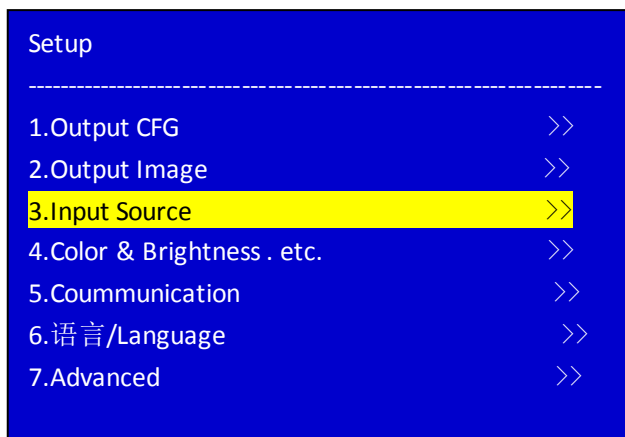 Setup
----------------------------------------------------------------------
1.Output CFG >>
2.Output Image >>
3.Input Source >>
4.Color & Brightness . etc. >>
5.Coummunication >>
6.语言/Language >>
7.Advanced >>